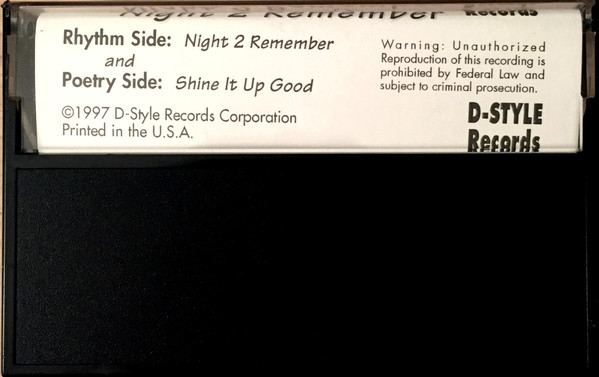 Night 2 Remember
Records
Rhythm Side: Night 2 Remember
and
Poetry Side: Shine It Up Good
©1997 D-Style Records Corporation
Printed in the U.S.A.
Warning: Unauthorized
Reproduction of this recording is
prohibited by Federal Law and
subject to criminal prosecution.
D-STYLE
Records